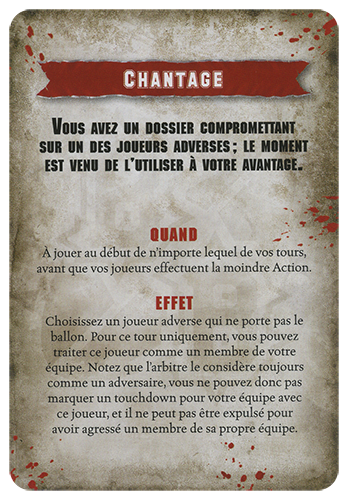 CHANTAGE
VOUS AVEZ UN DOSSIER COMPROMETTANT
SUR UN DES JOUEURS ADVERSES ; LE MOMENT
EST VENU DE L'UTILISER À VOTRE AVANTAGE.
QUAND
À jouer au début de n'importe lequel de vos tours,
avant que vos joueurs effectuent la moindre Action.
EFFET
Choisissez un joueur adverse qui ne porte pas le
ballon. Pour ce tour uniquement, vous pouvez
traiter ce joueur comme un membre de votre
équipe. Notez que l'arbitre le considère toujours
comme un adversaire, vous ne pouvez donc pas
marquer un touchdown pour votre équipe avec
ce joueur, et il ne peut pas être expulsé pour
avoir agressé un membre de sa propre équipe.